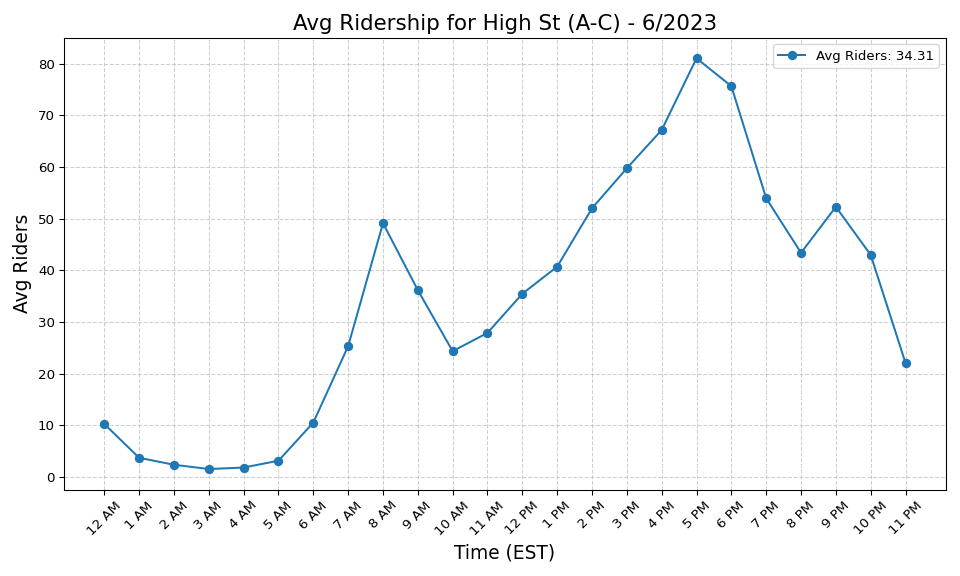 Avg Ridership for High St (A-C) - 6/2023
Avg Riders: 34.31
Avg Riders
80
70
60
50
40
30
20
10
0
12 AM
1 AM
2 AM
3 AM
4 AM
5 AM
6 AM
7 AM
8 AM
9 AM
10 AM
11 AM
12 PM
1 PM
2 PM
3 PM
4 PM
5 PM
6 PM
7 PM
8 PM
9 PM
10 PM
11 PM
Time (EST)